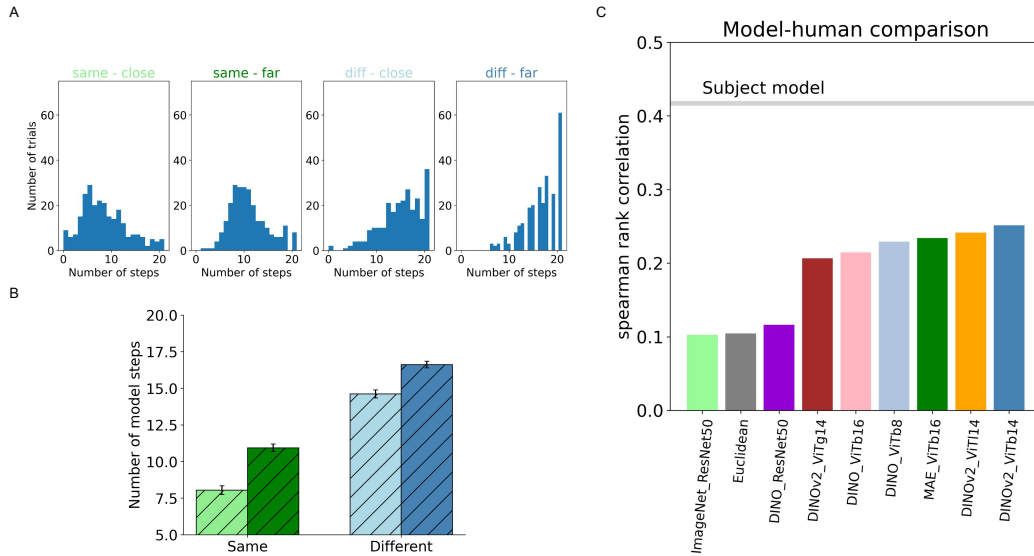 A
same - close
same - far
diff - close
diff - far
Number of trials
60
40
20
0
60
40
20
0
60
40
20
0
60
40
20
0
0 10 20
0 10 20
0 10 20
0 10 20
Number of steps
Number of steps
Number of steps
Number of steps
B
Number of model steps
20.0
17.5
15.0
12.5
10.0
7.5
5.0
Same
Different
C
Model-human comparison
spearman rank correlation
0.5
0.4
0.3
0.2
0.1
0.0
Subject model
ImageNet_ResNet50
Euclidean
DINO_ResNet50
DINOv2_ViTg14
DINO_ViTb16
DINO_ViTb8
MAE_ViTb16
DINOv2_ViTl14
DINOv2_ViTb14